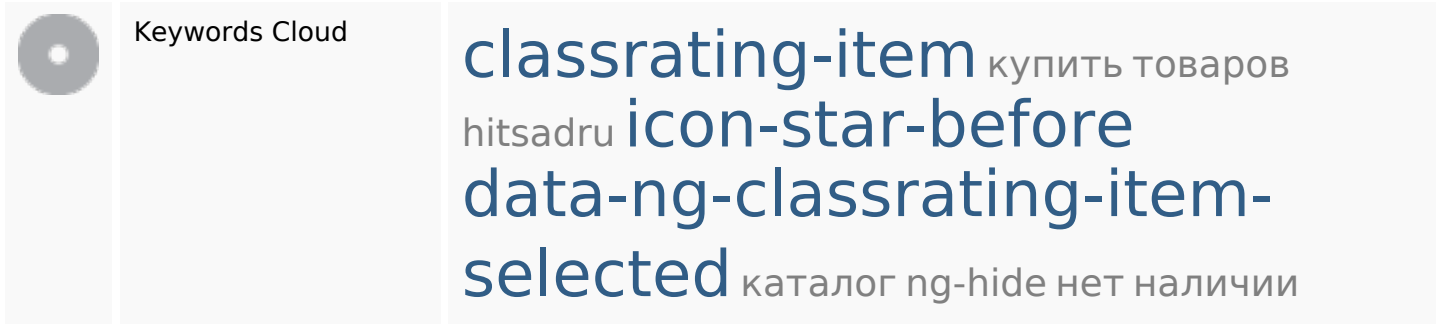 Keywords Cloud
classrating-item купить товаров
hitsadru icon-star-before
data-ng-classrating-item-
selected каталог ng-hide нет наличии